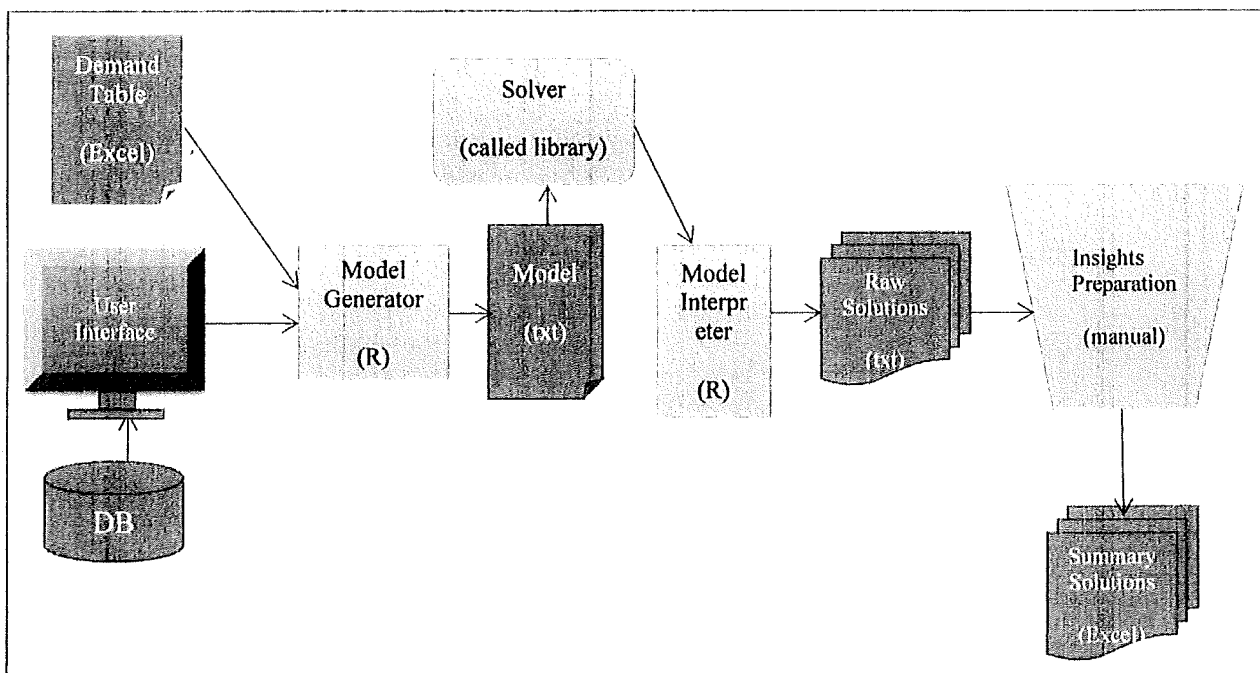 Demand
Table
(Excel)
User
Interface
DB
Model
Generator
(R)
Model
(txt)
Solver
(called library)
Model
Interpr
eter
(R)
Raw
Solutions
(txt)
Insights
Preparation
(manual)
Summary
Solutions
(Excel)